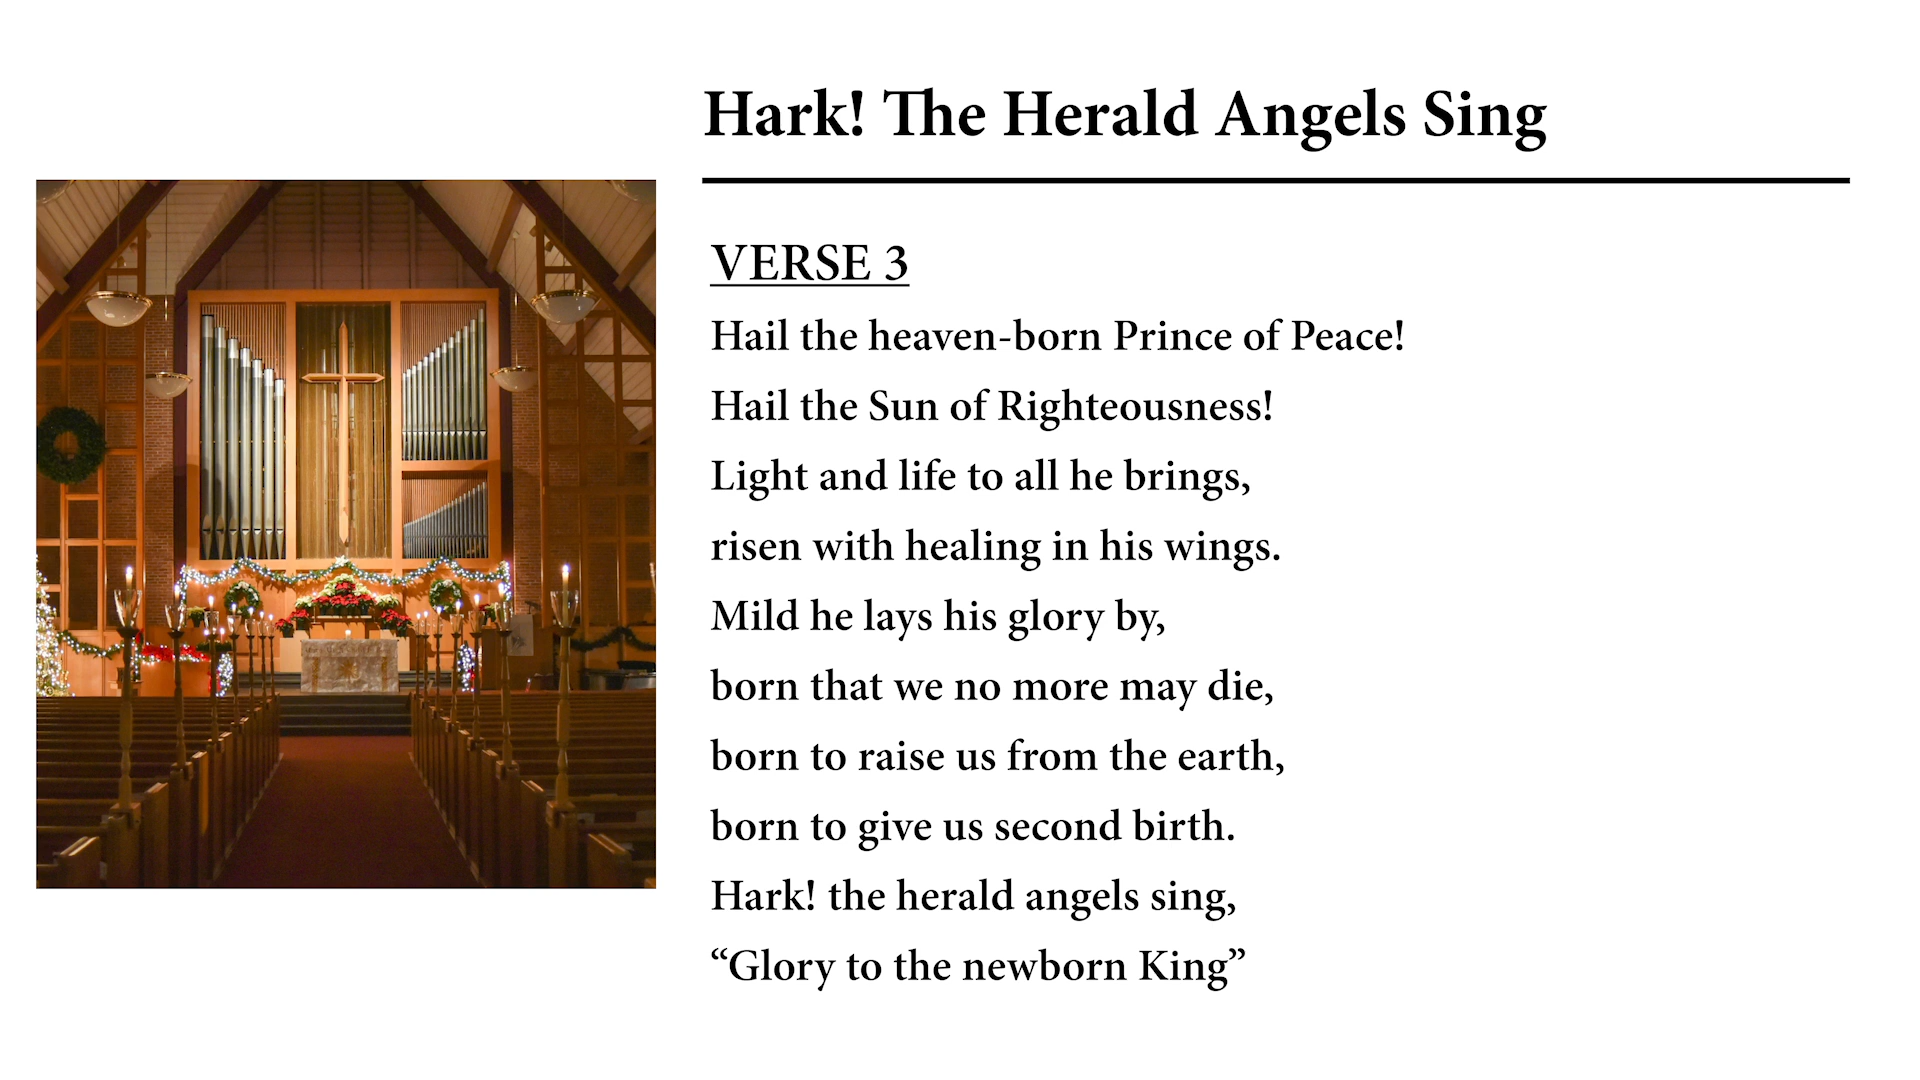 Hark! The Herald Angels Sing
VERSE 3
Hail the heaven-born Prince of Peace!
Hail the Sun of Righteousness!
Light and life to all he brings,
risen with healing in his wings.
Mild he lays his glory by,
born that we no more may die,
born to raise us from the earth,
born to give us second birth.
Hark! the herald angels sing,
“Glory to the newborn King”